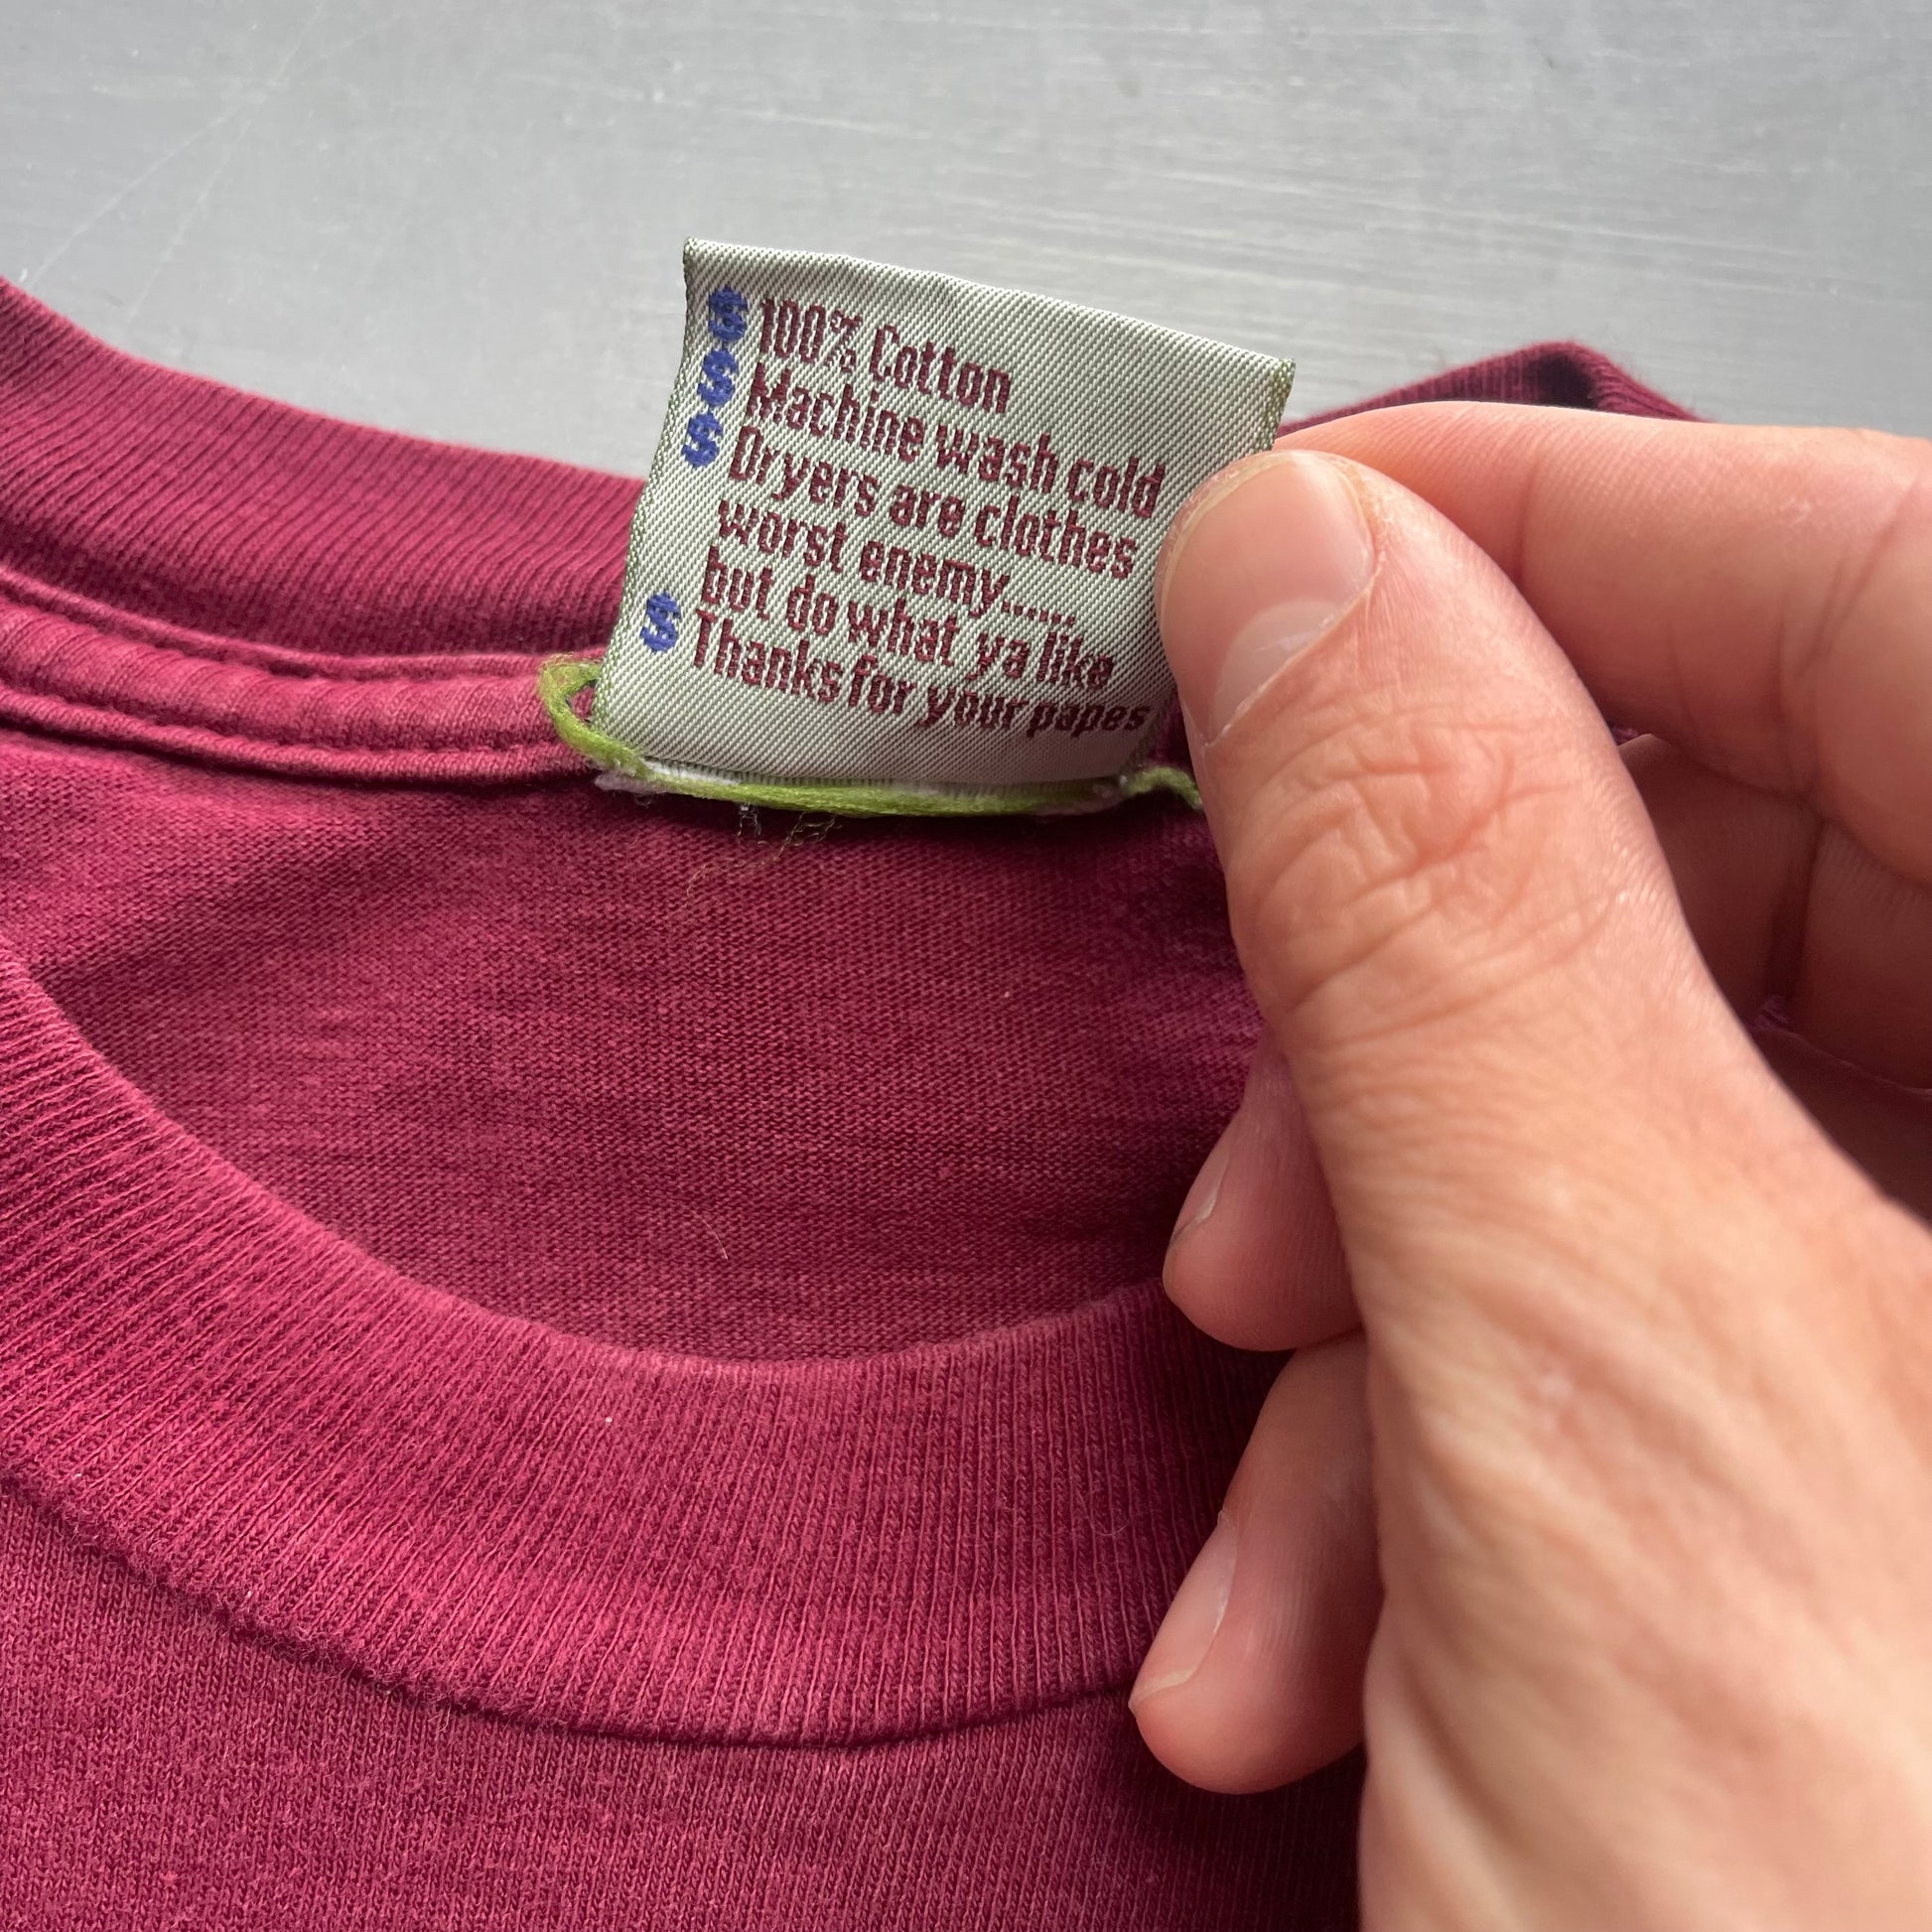 $ 100% Cotton
$ Machine wash cold
$ Dryers are clothes
worst enemy......
but do what ya like
$ Thanks for your papes